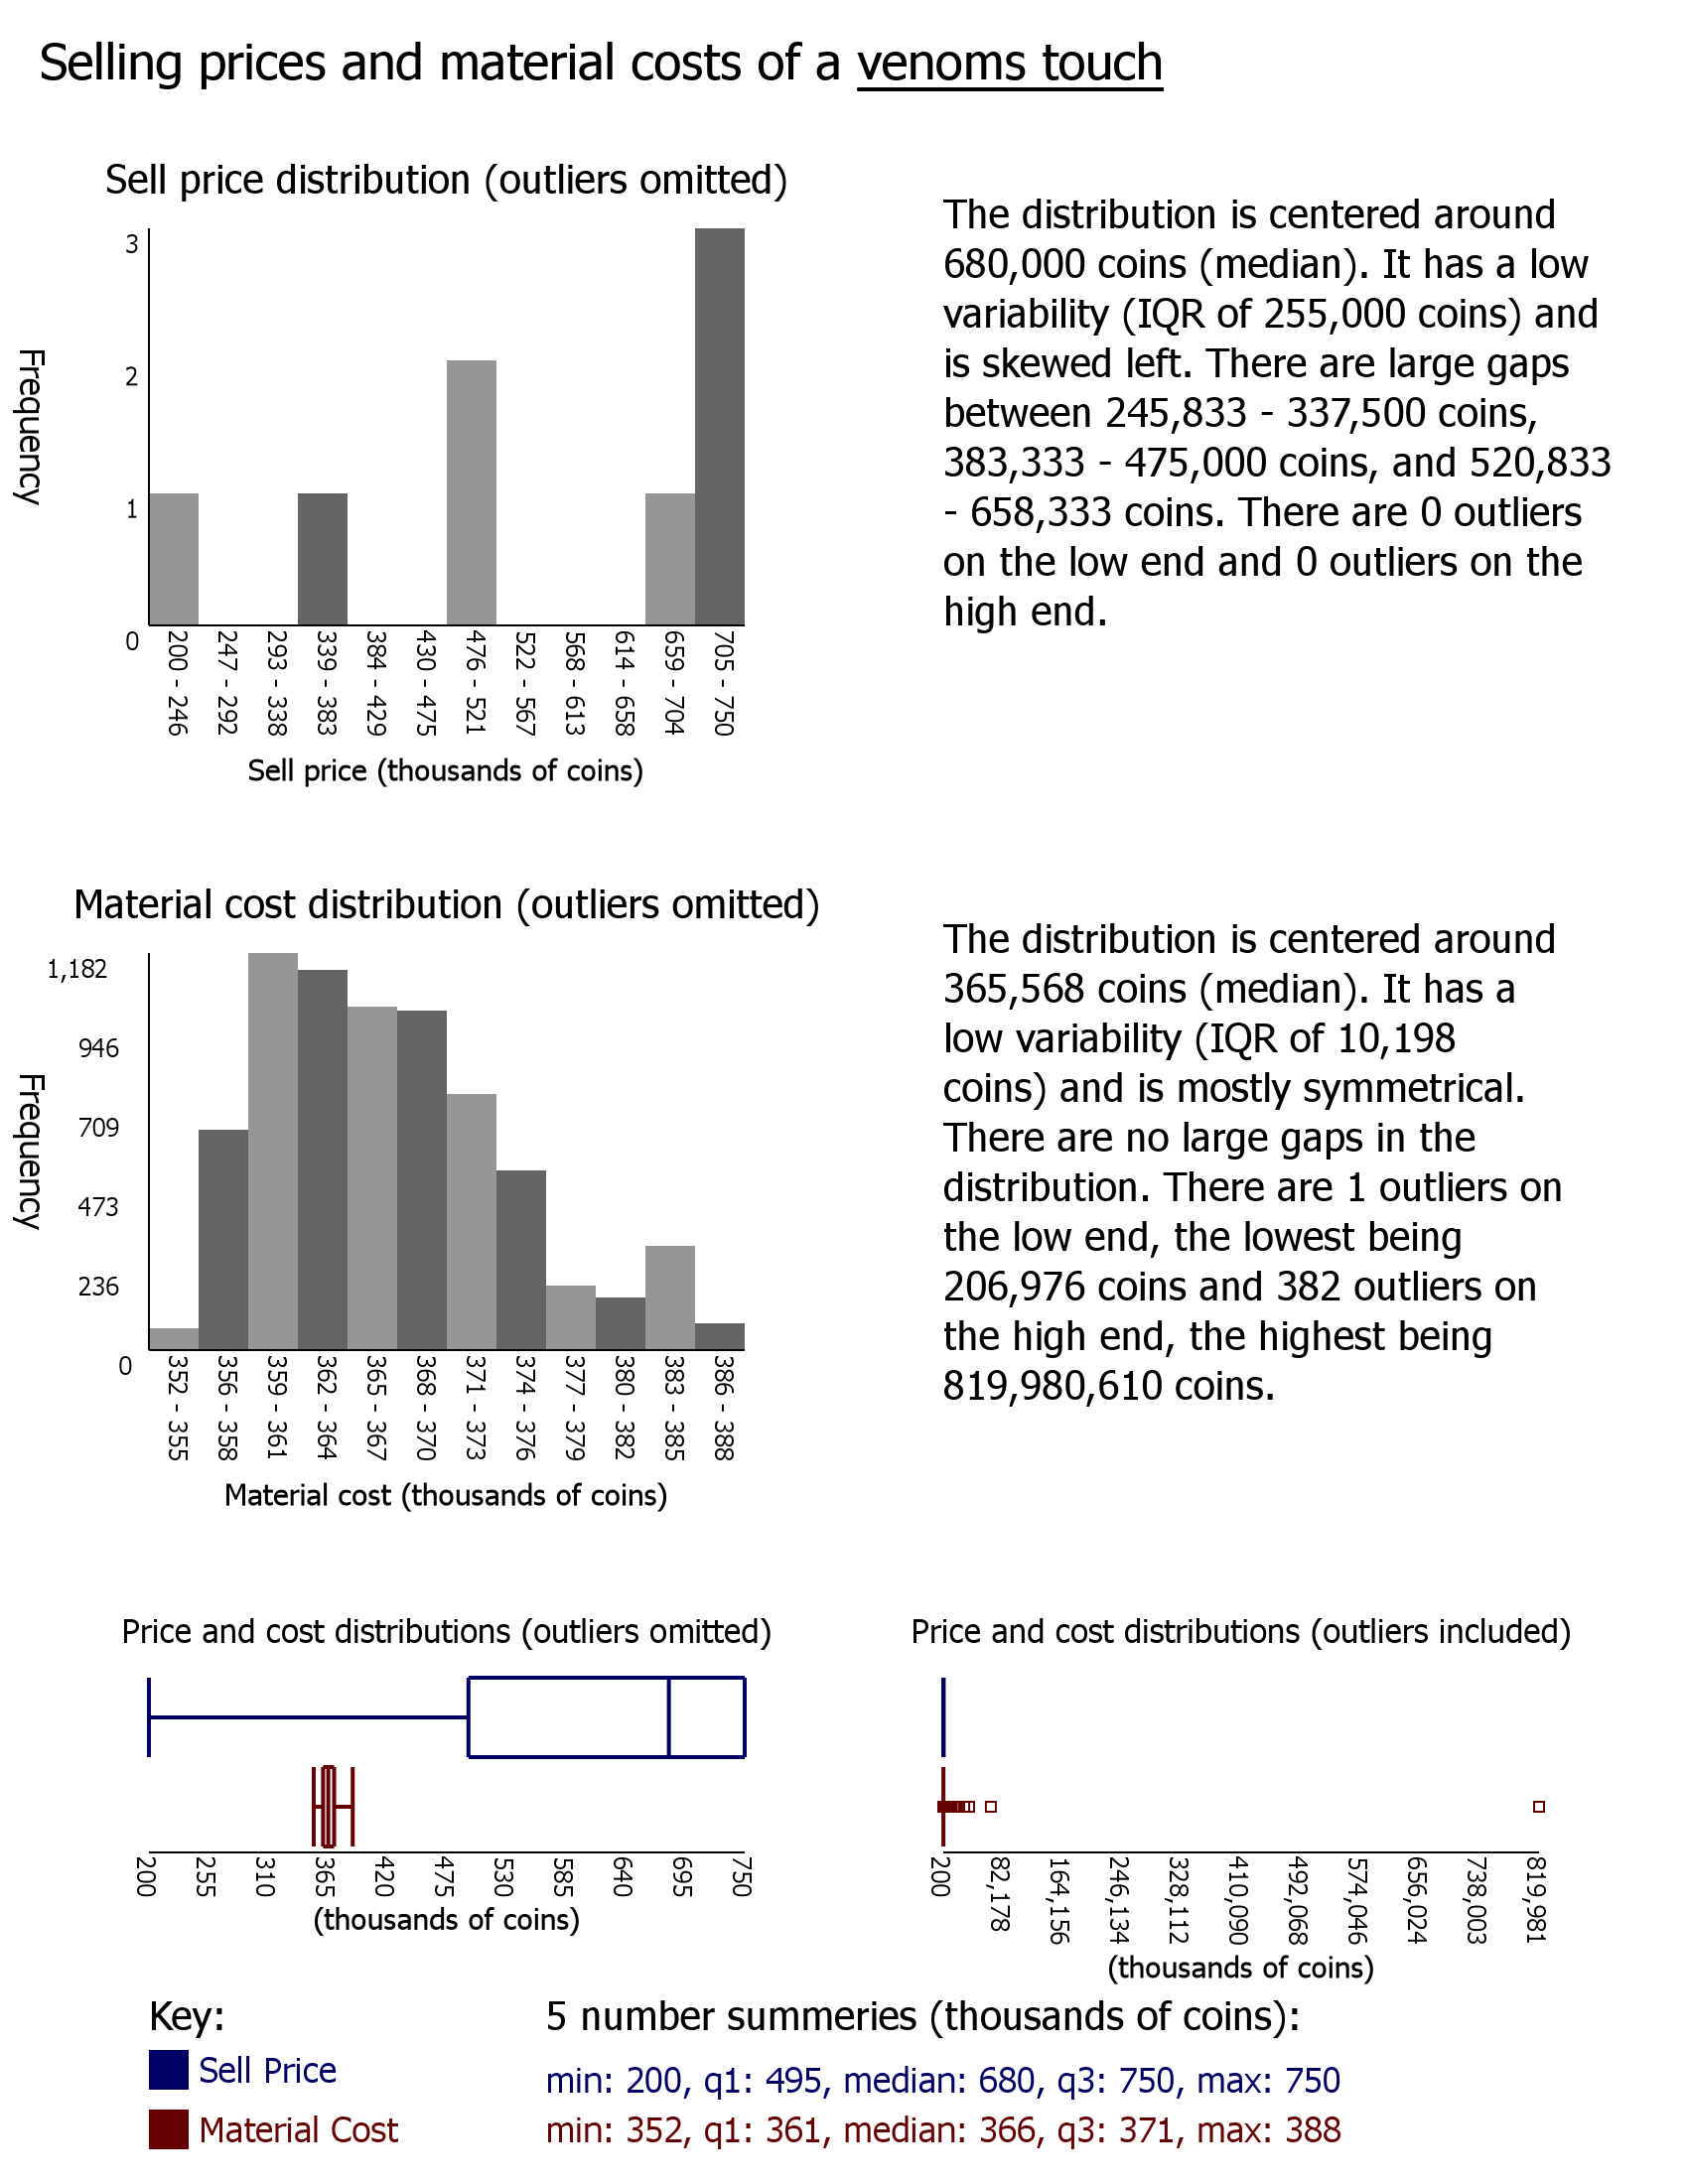 Selling prices and material costs of a venoms touch
Sell price distribution (outliers omitted)
Frequency
3
2
1
0
200 - 246
247 - 292
293 - 338
339 - 383
384 - 429
430 - 475
476 - 521
522 - 567
568 - 613
614 - 658
659 - 704
705 - 750
Sell price (thousands of coins)
The distribution is centered around
680,000 coins (median). It has a low
variability (IQR of 255,000 coins) and
is skewed left. There are large gaps
between 245,833 - 337,500 coins,
383,333 - 475,000 coins, and 520,833
- 658,333 coins. There are 0 outliers
on the low end and 0 outliers on the
high end.
Material cost distribution (outliers omitted)
Frequency
1,182
946
709
473
236
0
352 - 355
356 - 358
359 - 361
362 - 364
365 - 367
368 - 370
371 - 373
374 - 376
377 - 379
380 - 382
383 - 385
386 - 388
Material cost (thousands of coins)
The distribution is centered around
365,568 coins (median). It has a
low variability (IQR of 10,198
coins) and is mostly symmetrical.
There are no large gaps in the
distribution. There are 1 outliers on
the low end, the lowest being
206,976 coins and 382 outliers on
the high end, the highest being
819,980,610 coins.
Price and cost distributions (outliers omitted)
200
255
310
365
420
475
530
585
640
695
750
(thousands of coins)
Price and cost distributions (outliers included)
200
82,178
164,156
246,134
328,112
410,090
492,068
574,046
656,024
738,003
819,981
(thousands of coins)
Key:
Sell Price
Material Cost
5 number summeries (thousands of coins):
min: 200, q1: 495, median: 680, q3: 750, max: 750
min: 352, q1: 361, median: 366, q3: 371, max: 388